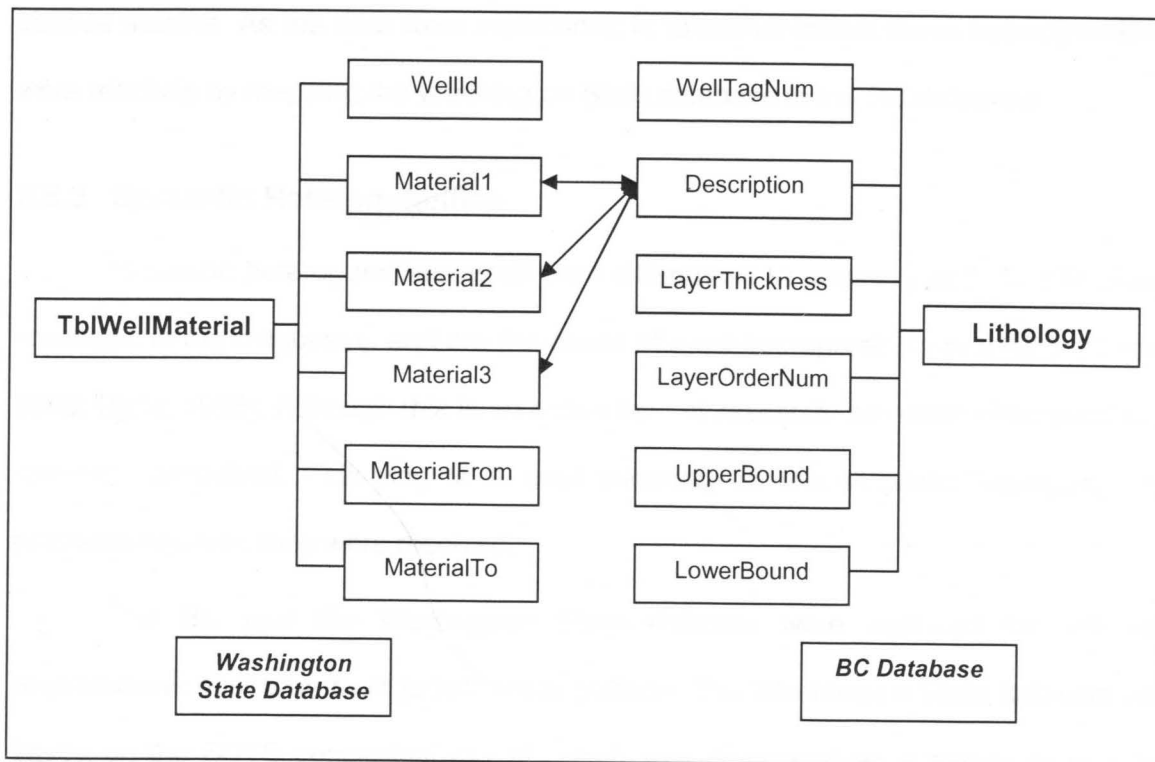 WellId
WellTagNum
Material1
Description
Material2
LayerThickness
TblWellMaterial
Lithology
Material3
LayerOrderNum
MaterialFrom
UpperBound
MaterialTo
LowerBound
Washington
State Database
BC Database